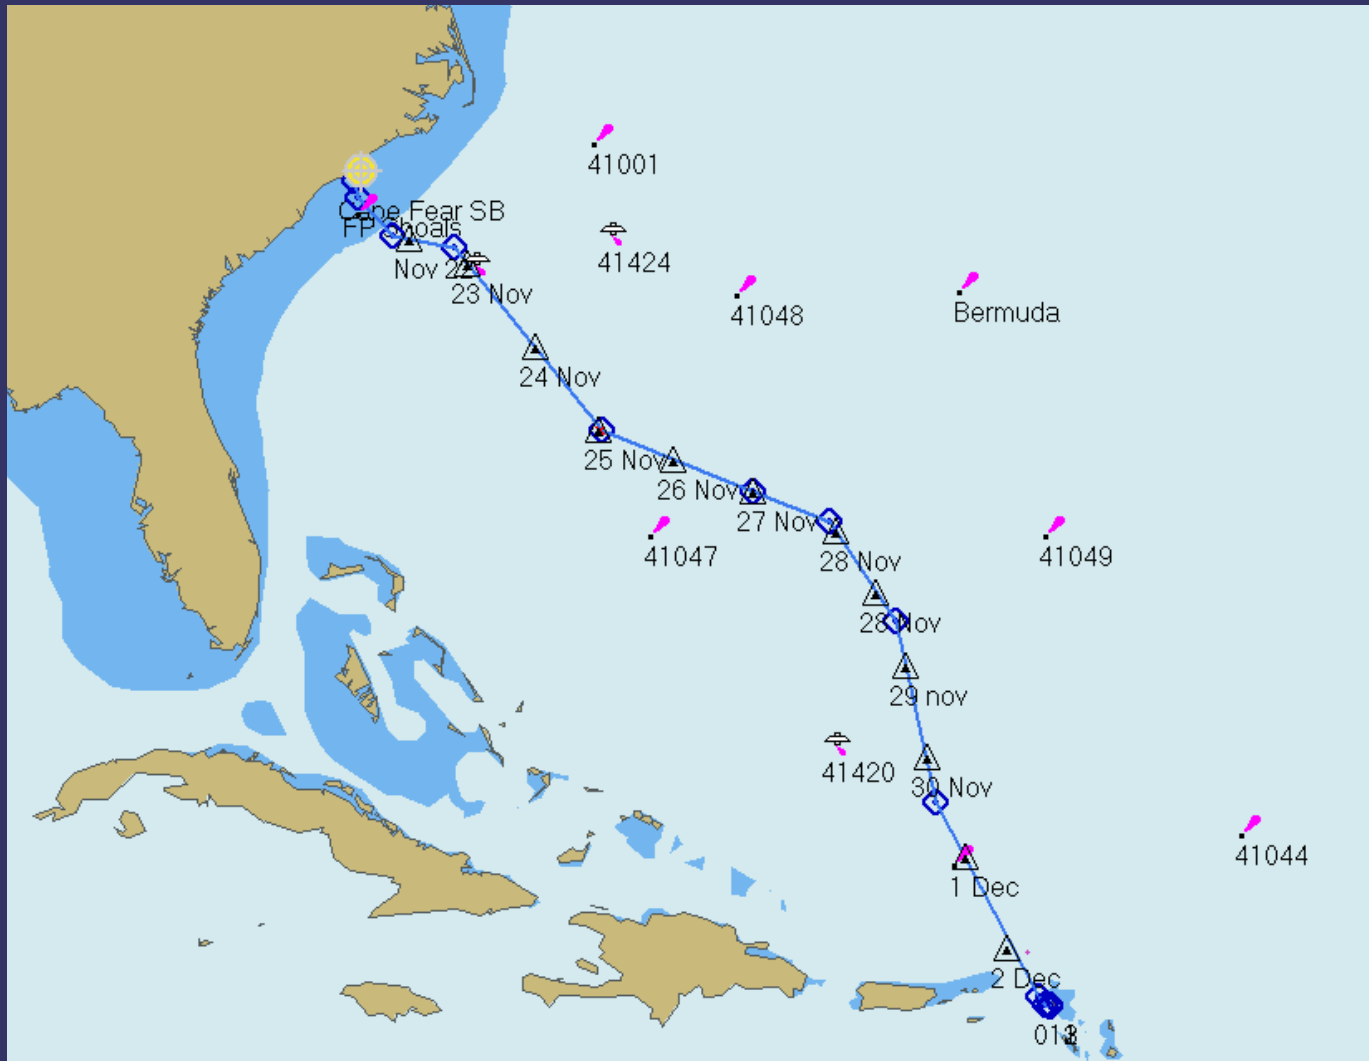 41001
Cape Fear SB
FP Shoals
41424
Nov 22
23 Nov
41048
Bermuda
24 Nov
25 Nov
26 Nov
27 Nov
41047
28 Nov
41049
28 Nov
29 nov
41420
30 Nov
41044
1 Dec
2 Dec